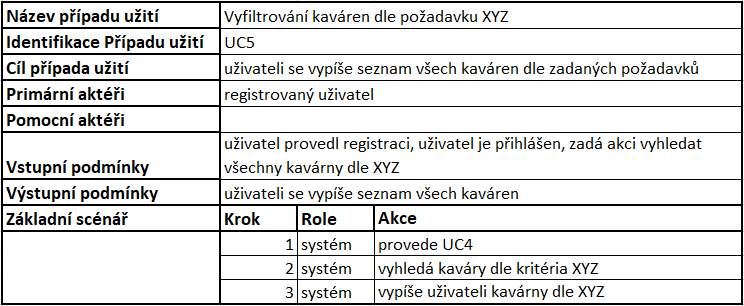 Název případu užití Vyfiltrování kaváren dle požadavku XYZ
Identifikace Případu užití UC5
Cíl případa užití uživateli se vypíše seznam všech kaváren dle zadaných požadavků
Primární aktéři registrovaný uživatel
Pomocní aktéři
Vstupní podmínky uživatel provedl registraci, uživatel je přihlášen, zadá akci vyhledat
všechny kavárny dle XYZ
Výstupní podmínky uživateli se vypíše seznam všech kaváren
Základní scénář Krok Role Akce
1 systém provede UC4
2 systém vyhledá kaváry dle kritéria XYZ
3 systém vypíše uživateli kavárny dle XYZ